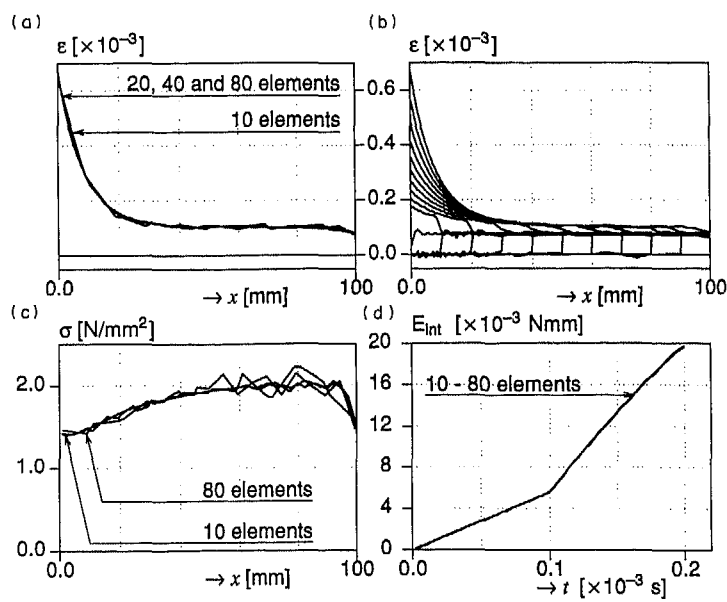 (a)
(b)
ε [×10⁻³]
ε [×10⁻³]
20, 40 and 80 elements
10 elements
0.6
0.4
0.2
0.0
0.0
→ x [mm]
100
0.0
→ x [mm]
100
(c)
σ [N/mm²]
(d)
E_int [×10⁻³ Nmm]
2.0
1.0
0.0
80 elements
10 elements
0.0
→ x [mm]
100
20
16
12
8
4
0
10 - 80 elements
0.0
0.1
0.2
→ t [×10⁻³ s]